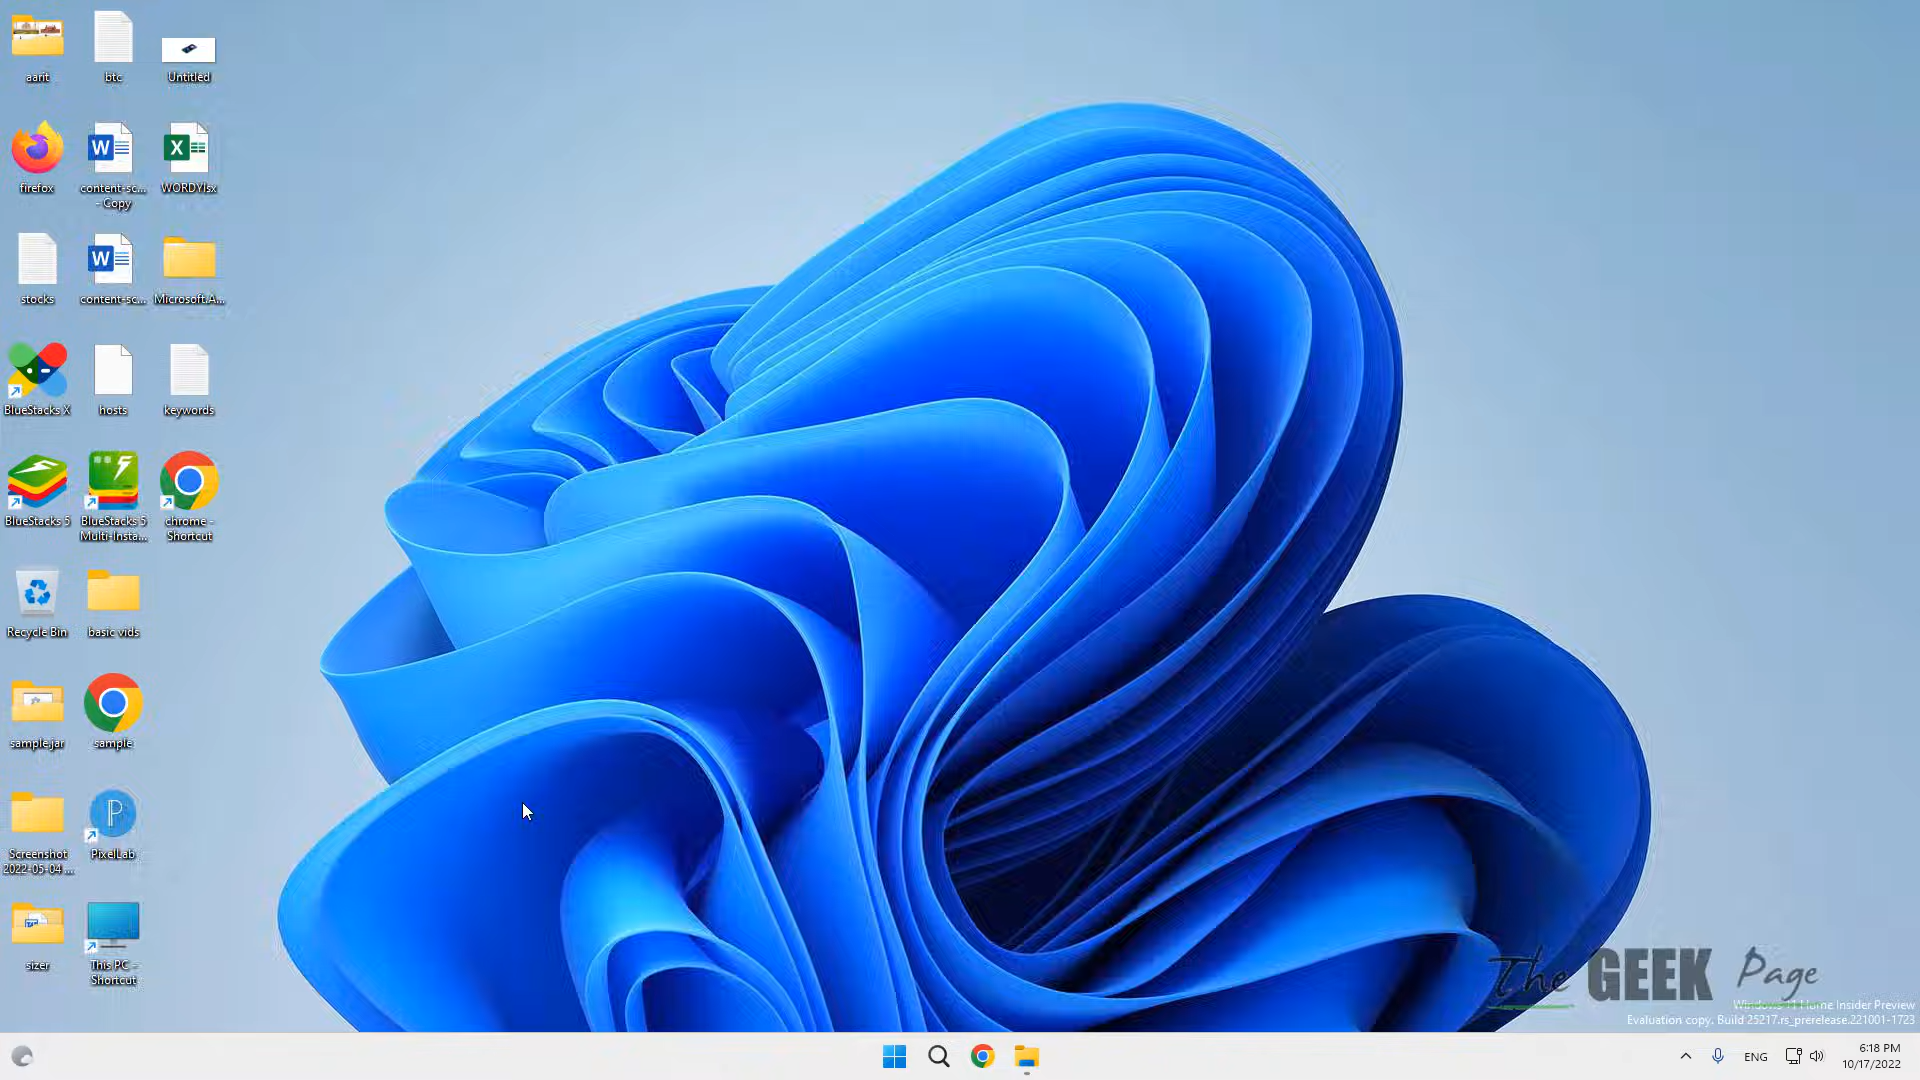 aarit
btc
Untitled
firefox
content-sc...
- Copy
WORDYlsx
stocks
content-sc...
Microsoft.A...
BlueStacks X
hosts
keywords
BlueStacks 5
BlueStacks 5
Multi-Insta...
chrome -
Shortcut
Recycle Bin
basic vids
sample.jar
sample
Screenshot
2022-05-04 ...
PixelLab
sizer
This PC -
Shortcut
The GEEK Page
Windows 11 Home Insider Preview
Evaluation copy. Build 25217.rs_prerelease.221001-1723
ENG
6:18 PM
10/17/2022